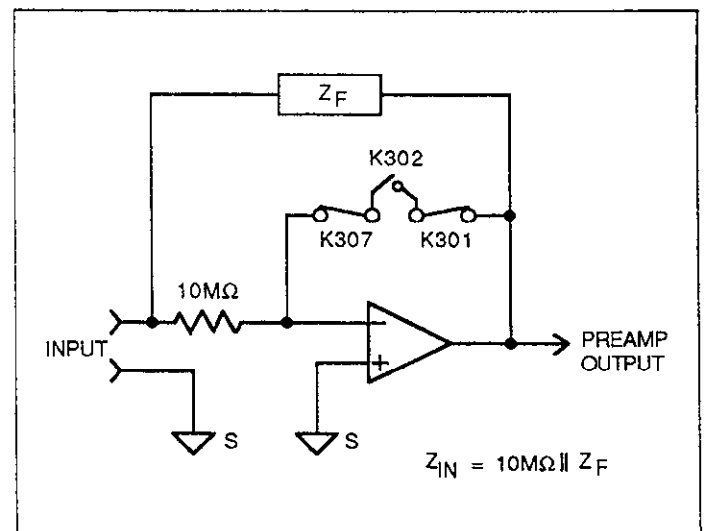 Z_F
K302
K307
K301
10MΩ
−
+
INPUT
PREAMP
OUTPUT
S
S
Z_IN = 10MΩ || Z_F